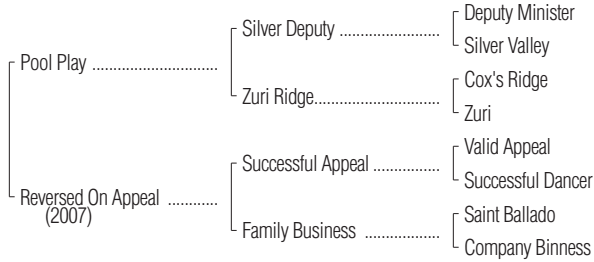 Deputy Minister
Silver Deputy ........................
Silver Valley
Pool Play ..............................
Cox's Ridge
Zuri Ridge..............................
Zuri
Valid Appeal
Successful Appeal ................
Successful Dancer
Reversed On Appeal ............
(2007)
Saint Ballado
Family Business ..................
Company Binness